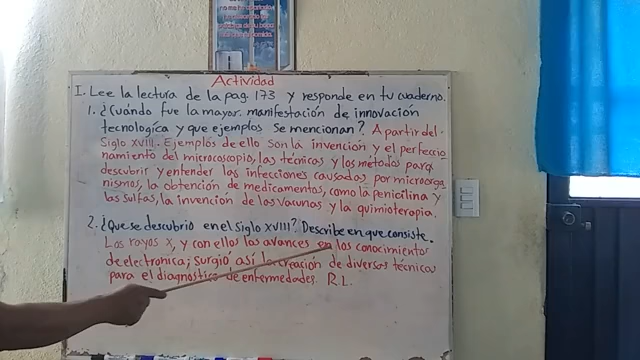 Actividad
I. Lee la lectura de la pag. 173 y responde en tu cuaderno.
1. ¿Cuándo fue la mayor manifestación de innovación
tecnológica y que ejemplos se mencionan? A partir del
Siglo XVIII. Ejemplos de ello son la invención y el perfeccio
namiento del microscopio, las técnicas y los métodos para
descubrir y entender las infecciones causadas por microorga
nismos, la obtención de medicamentos, como la penicilina y
las sulfas, la invención de las vacunas y la quimioterapia.
2. ¿Que se descubrio en el Siglo XVIII? Describe en que consiste.
Los rayos X, y con ello los avances en los conocimientos
de electrónica; surgió así la creación de diversas técnicas
para el diagnóstico de enfermedades. R.L.